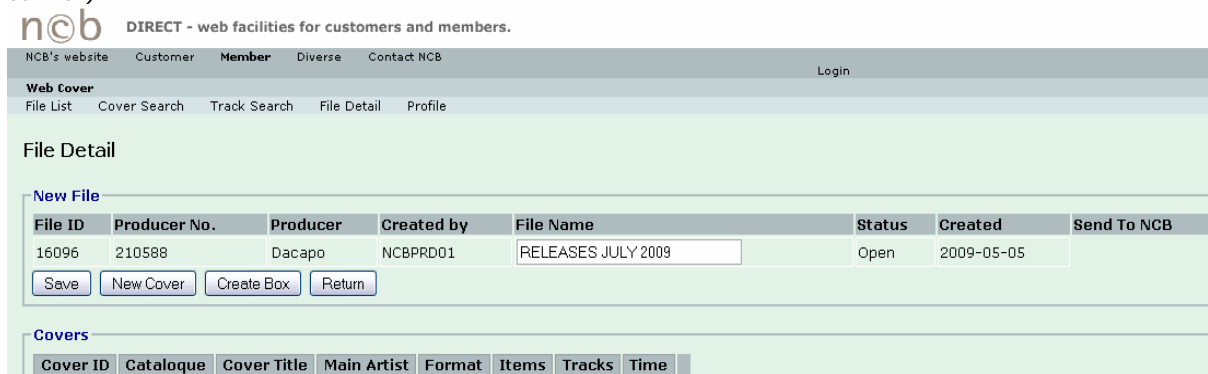 ncb DIRECT - web facilities for customers and members.
NCB's website Customer Member Diverse Contact NCB
Login
Web Cover
File List Cover Search Track Search File Detail Profile
File Detail
New File
File ID Producer No. Producer Created by File Name Status Created Send To NCB
16096 210588 Dacapo NCBPRD01 RELEASES JULY 2009 Open 2009-05-05
Save New Cover Create Box Return
Covers
Cover ID Catalogue Cover Title Main Artist Format Items Tracks Time